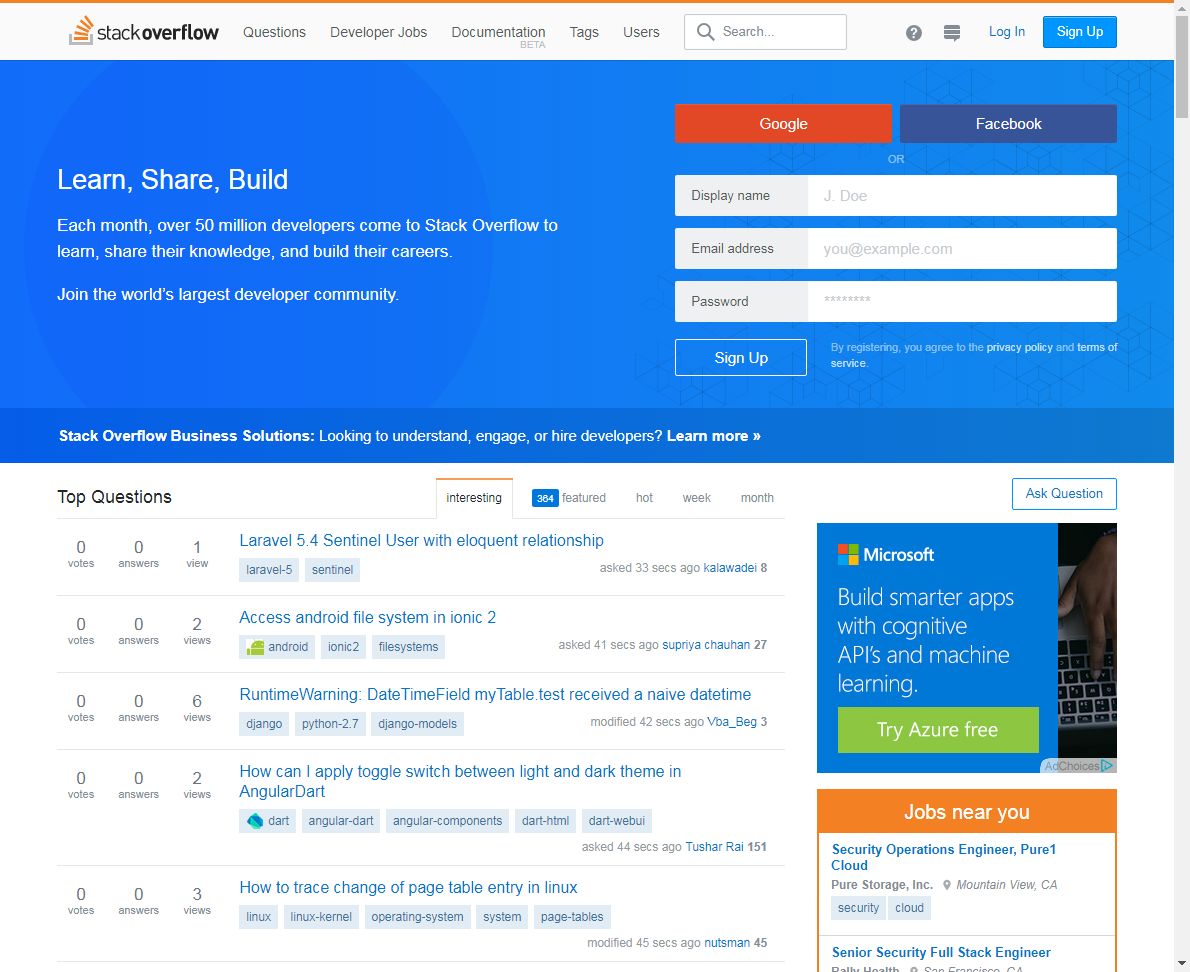 stackoverflow
Questions
Developer Jobs
Documentation
BETA
Tags
Users
Search...
?
Log In
Sign Up
Learn, Share, Build
Each month, over 50 million developers come to Stack Overflow to
learn, share their knowledge, and build their careers.
Join the world's largest developer community.
Google
Facebook
OR
Display name
J. Doe
Email address
you@example.com
Password
********
Sign Up
By registering, you agree to the privacy policy and terms of
service.
Stack Overflow Business Solutions: Looking to understand, engage, or hire developers? Learn more »
Top Questions
interesting
364 featured
hot
week
month
0 votes
0 answers
1 view
Laravel 5.4 Sentinel User with eloquent relationship
laravel-5 sentinel
asked 33 secs ago kalawadei 8
0 votes
0 answers
2 views
Access android file system in ionic 2
android ionic2 filesystems
asked 41 secs ago supriya chauhan 27
0 votes
0 answers
6 views
RuntimeWarning: DateTimeField myTable.test received a naive datetime
django python-2.7 django-models
modified 42 secs ago Vba_Beg 3
0 votes
0 answers
2 views
How can I apply toggle switch between light and dark theme in
AngularDart
dart angular-dart angular-components dart-html dart-webui
asked 44 secs ago Tushar Rai 151
0 votes
0 answers
3 views
How to trace change of page table entry in linux
linux linux-kernel operating-system system page-tables
modified 45 secs ago nutsman 45
Ask Question
Microsoft
Build smarter apps
with cognitive
API's and machine
learning.
Try Azure free
AdChoices
Jobs near you
Security Operations Engineer, Pure1
Cloud
Pure Storage, Inc. Mountain View, CA
security cloud
Senior Security Full Stack Engineer
Rally Health San Francisco, CA